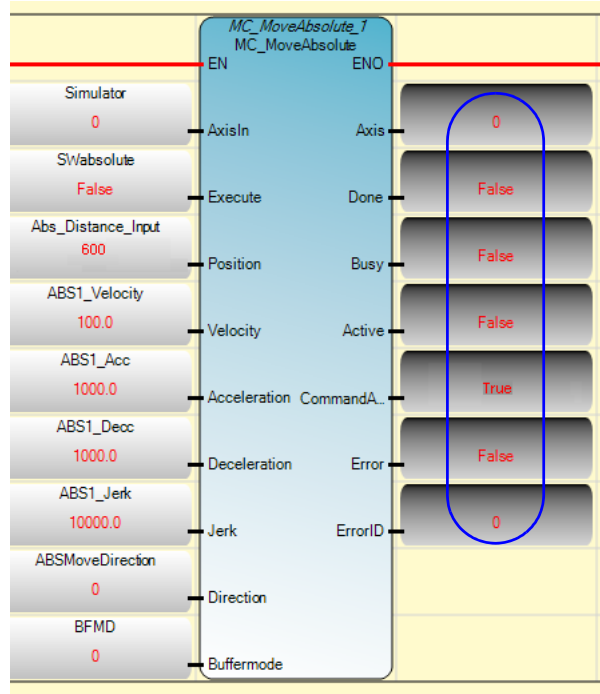 MC_MoveAbsolute_1
MC_MoveAbsolute
EN ENO
Simulator
0 AxisIn Axis 0
SWabsolute
False Execute Done False
Abs_Distance_Input
600 Position Busy False
ABS1_Velocity
100.0 Velocity Active False
ABS1_Acc
1000.0 Acceleration CommandA... True
ABS1_Decc
1000.0 Deceleration Error False
ABS1_Jerk
10000.0 Jerk ErrorID 0
ABSMoveDirection
0 Direction
BFMD
0 Buffermode